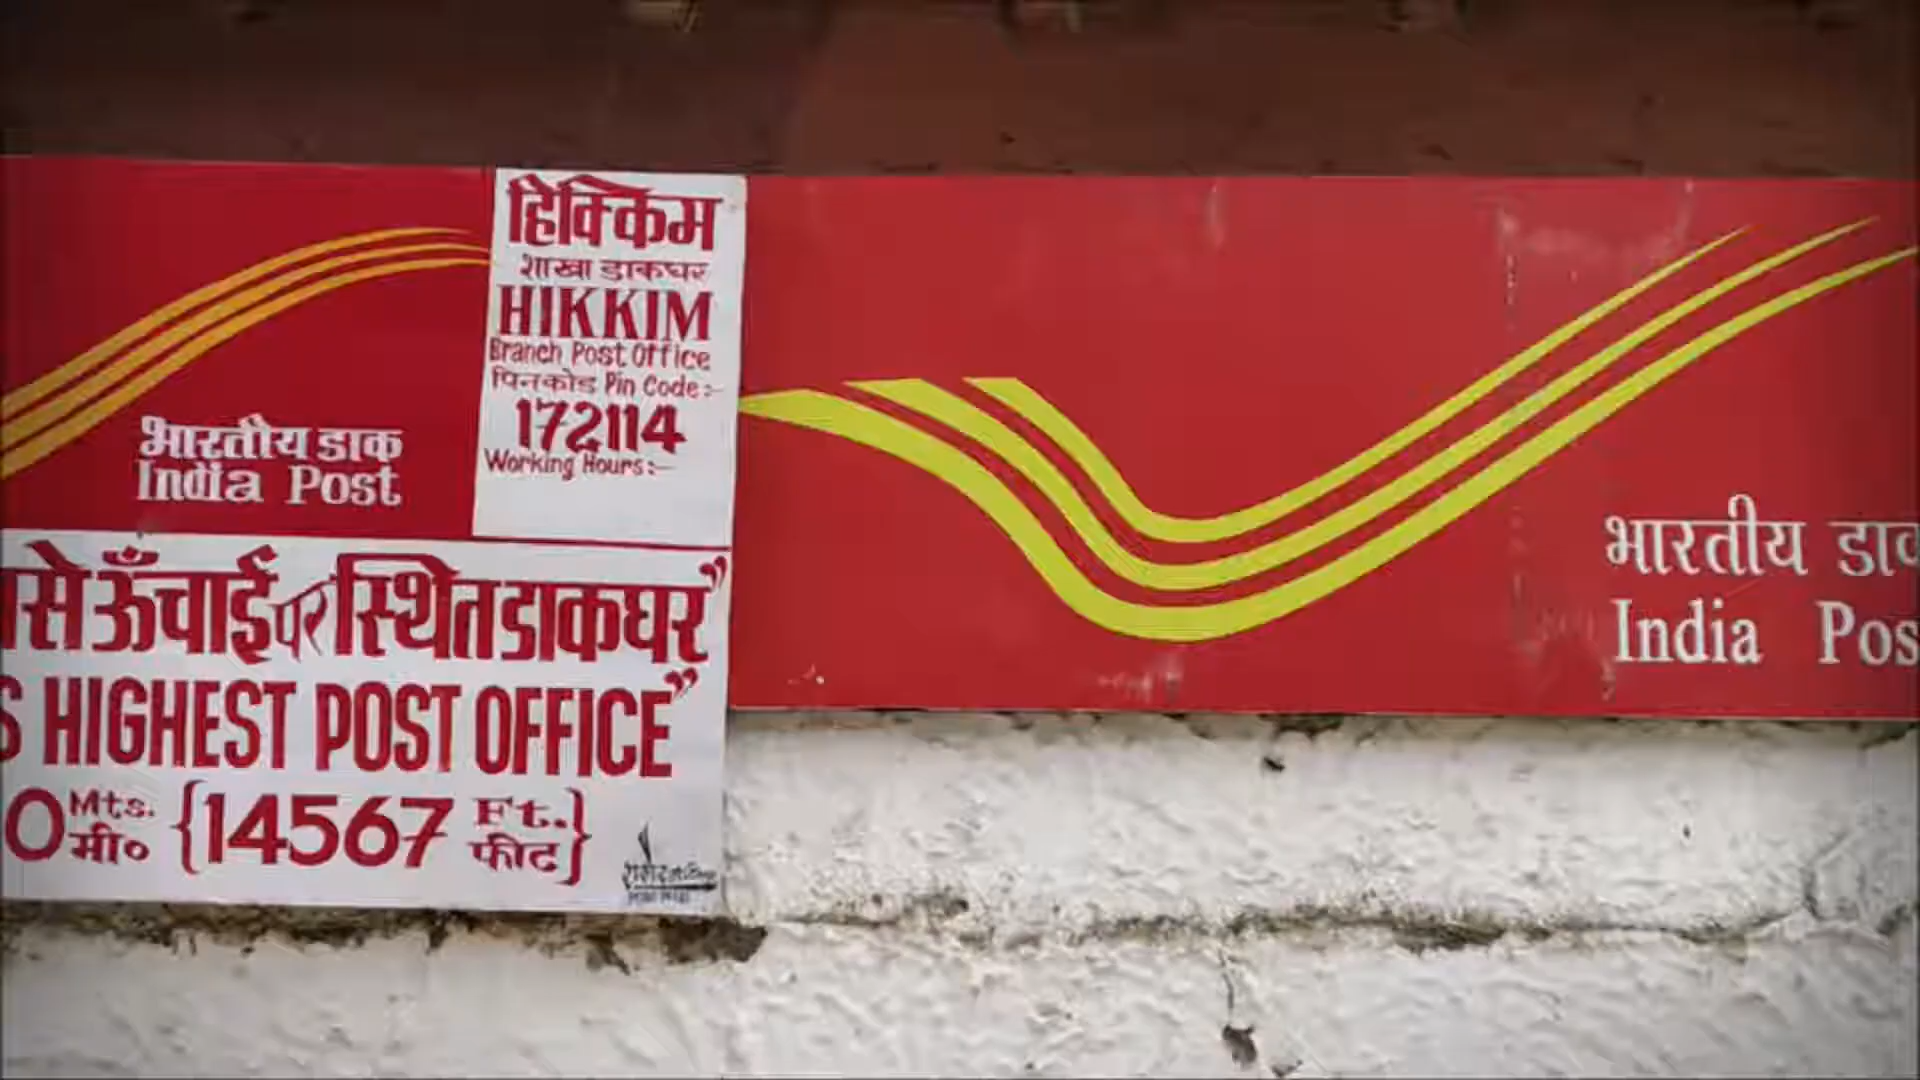 हिक्किम
शाखा डाकघर
HIKKIM
Branch Post Office
पिनकोड Pin Code:-
172114
Working Hours:-
भारतीय डाक
India Post
से ऊँचाई पर स्थित डाकघर”
S HIGHEST POST OFFICE”
0 Mts. मी० {14567 Ft. फीट}
भारतीय डाक
India Pos